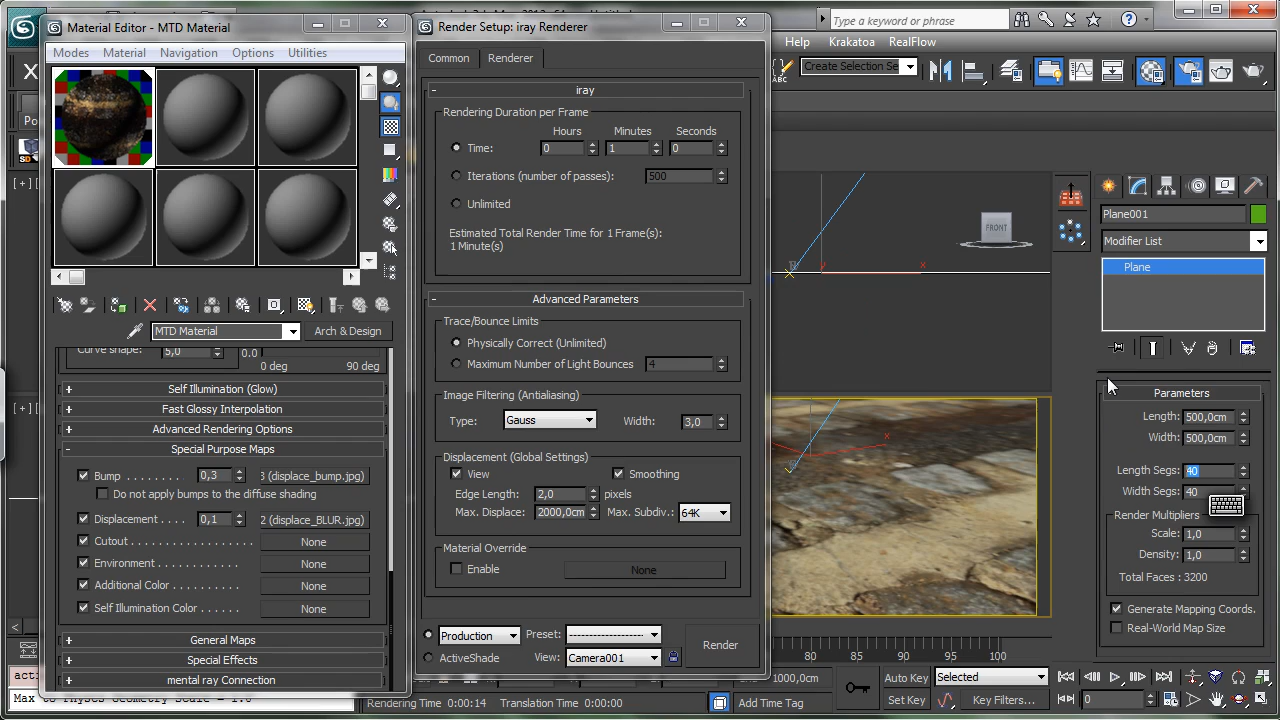 Material Editor - MTD Material
Modes Material Navigation Options Utilities
MTD Material
Arch & Design
Curve shape: 5,0
0.0
0 deg 90 deg
+ Self Illumination (Glow)
+ Fast Glossy Interpolation
+ Advanced Rendering Options
- Special Purpose Maps
Bump . . . . . . . . . 0,3 3 (displace_bump.jpg)
Do not apply bumps to the diffuse shading
Displacement . . . . 0,1 2 (displace_BLUR.jpg)
Cutout . . . . . . . . . . . . . . . . . . None
Environment . . . . . . . . . . . . . None
Additional Color . . . . . . . . . . None
Self Illumination Color . . . . . . None
+ General Maps
+ Special Effects
+ mental ray Connection
Render Setup: iray Renderer
Common Renderer
- iray
Rendering Duration per Frame
Hours Minutes Seconds
Time: 0 1 0
Iterations (number of passes): 500
Unlimited
Estimated Total Render Time for 1 Frame(s):
1 Minute(s)
- Advanced Parameters
Trace/Bounce Limits
Physically Correct (Unlimited)
Maximum Number of Light Bounces 4
Image Filtering (Antialiasing)
Type: Gauss Width: 3,0
Displacement (Global Settings)
View Smoothing
Edge Length: 2,0 pixels
Max. Displace: 2000,0cm Max. Subdiv.: 64K
Material Override
Enable None
Production Preset: --------------------
ActiveShade View: Camera001
Render
Type a keyword or phrase
Help Krakatoa RealFlow
Create Selection Se
FRONT
x
x
Plane001
Modifier List
Plane
- Parameters
Length: 500,0cm
Width: 500,0cm
Length Segs: 40
Width Segs: 40
Render Multipliers
Scale: 1,0
Density: 1,0
Total Faces : 3200
Generate Mapping Coords.
Real-World Map Size
80 85 90 95 100
1000,0cm
Add Time Tag
Auto Key Selected
Set Key Key Filters...
0
Rendering Time 0:00:14 Translation Time 0:00:00